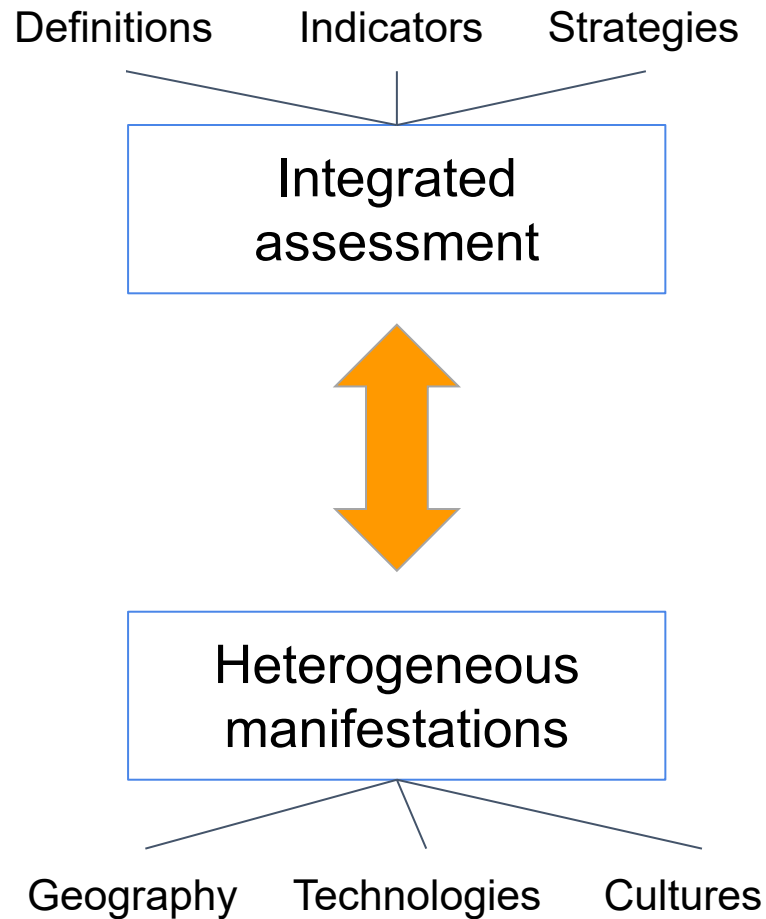 Definitions Indicators Strategies
Integrated
assessment
Heterogeneous
manifestations
Geography Technologies Cultures